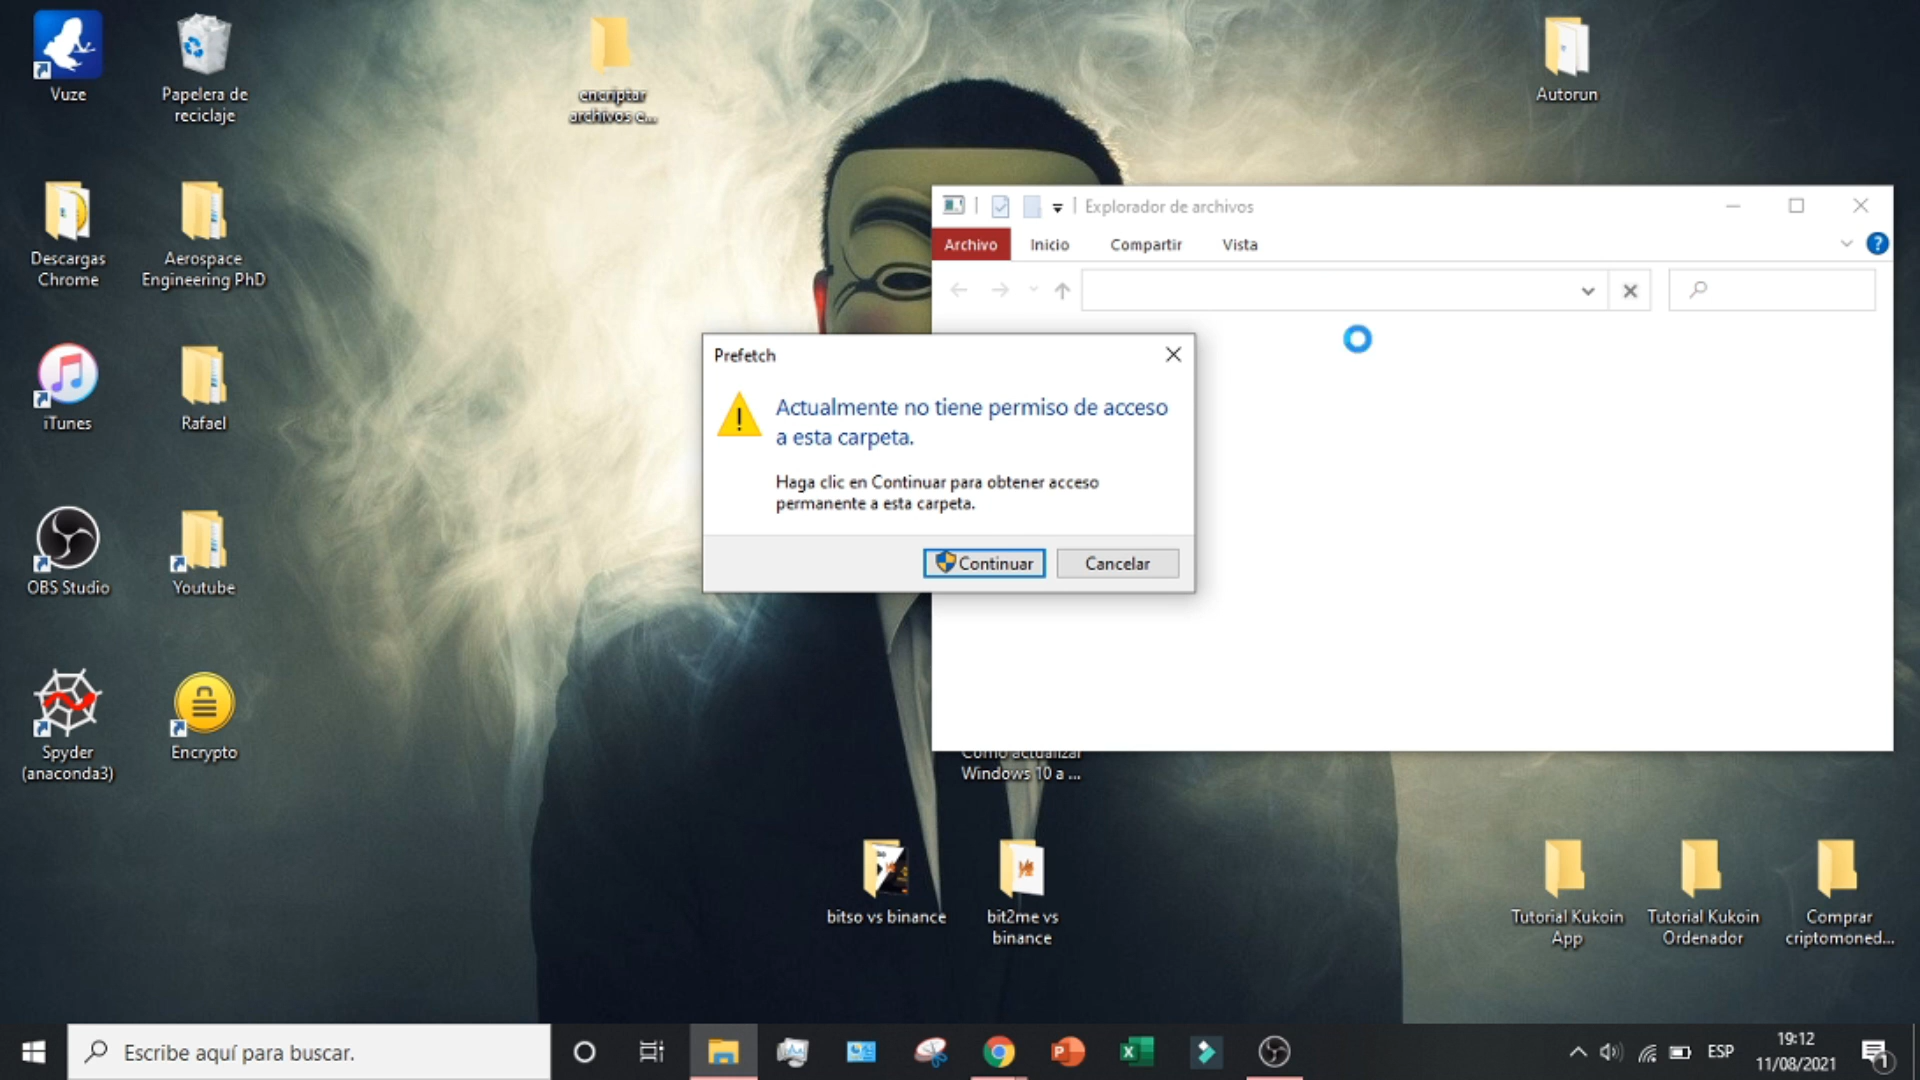 Vuze
Papelera de
reciclaje
encriptar
archivos c...
Autorun
Descargas
Chrome
Aerospace
Engineering PhD
iTunes
Rafael
OBS Studio
Youtube
Spyder
(anaconda3)
Encrypto
Explorador de archivos
Archivo
Inicio
Compartir
Vista
Prefetch
Actualmente no tiene permiso de acceso
a esta carpeta.
Haga clic en Continuar para obtener acceso
permanente a esta carpeta.
Continuar
Cancelar
Como actualizar
Windows 10 a ...
bitso vs binance
bit2me vs
binance
Tutorial Kukoin
App
Tutorial Kukoin
Ordenador
Comprar
criptomoned...
Escribe aquí para buscar.
ESP
19:12
11/08/2021
1